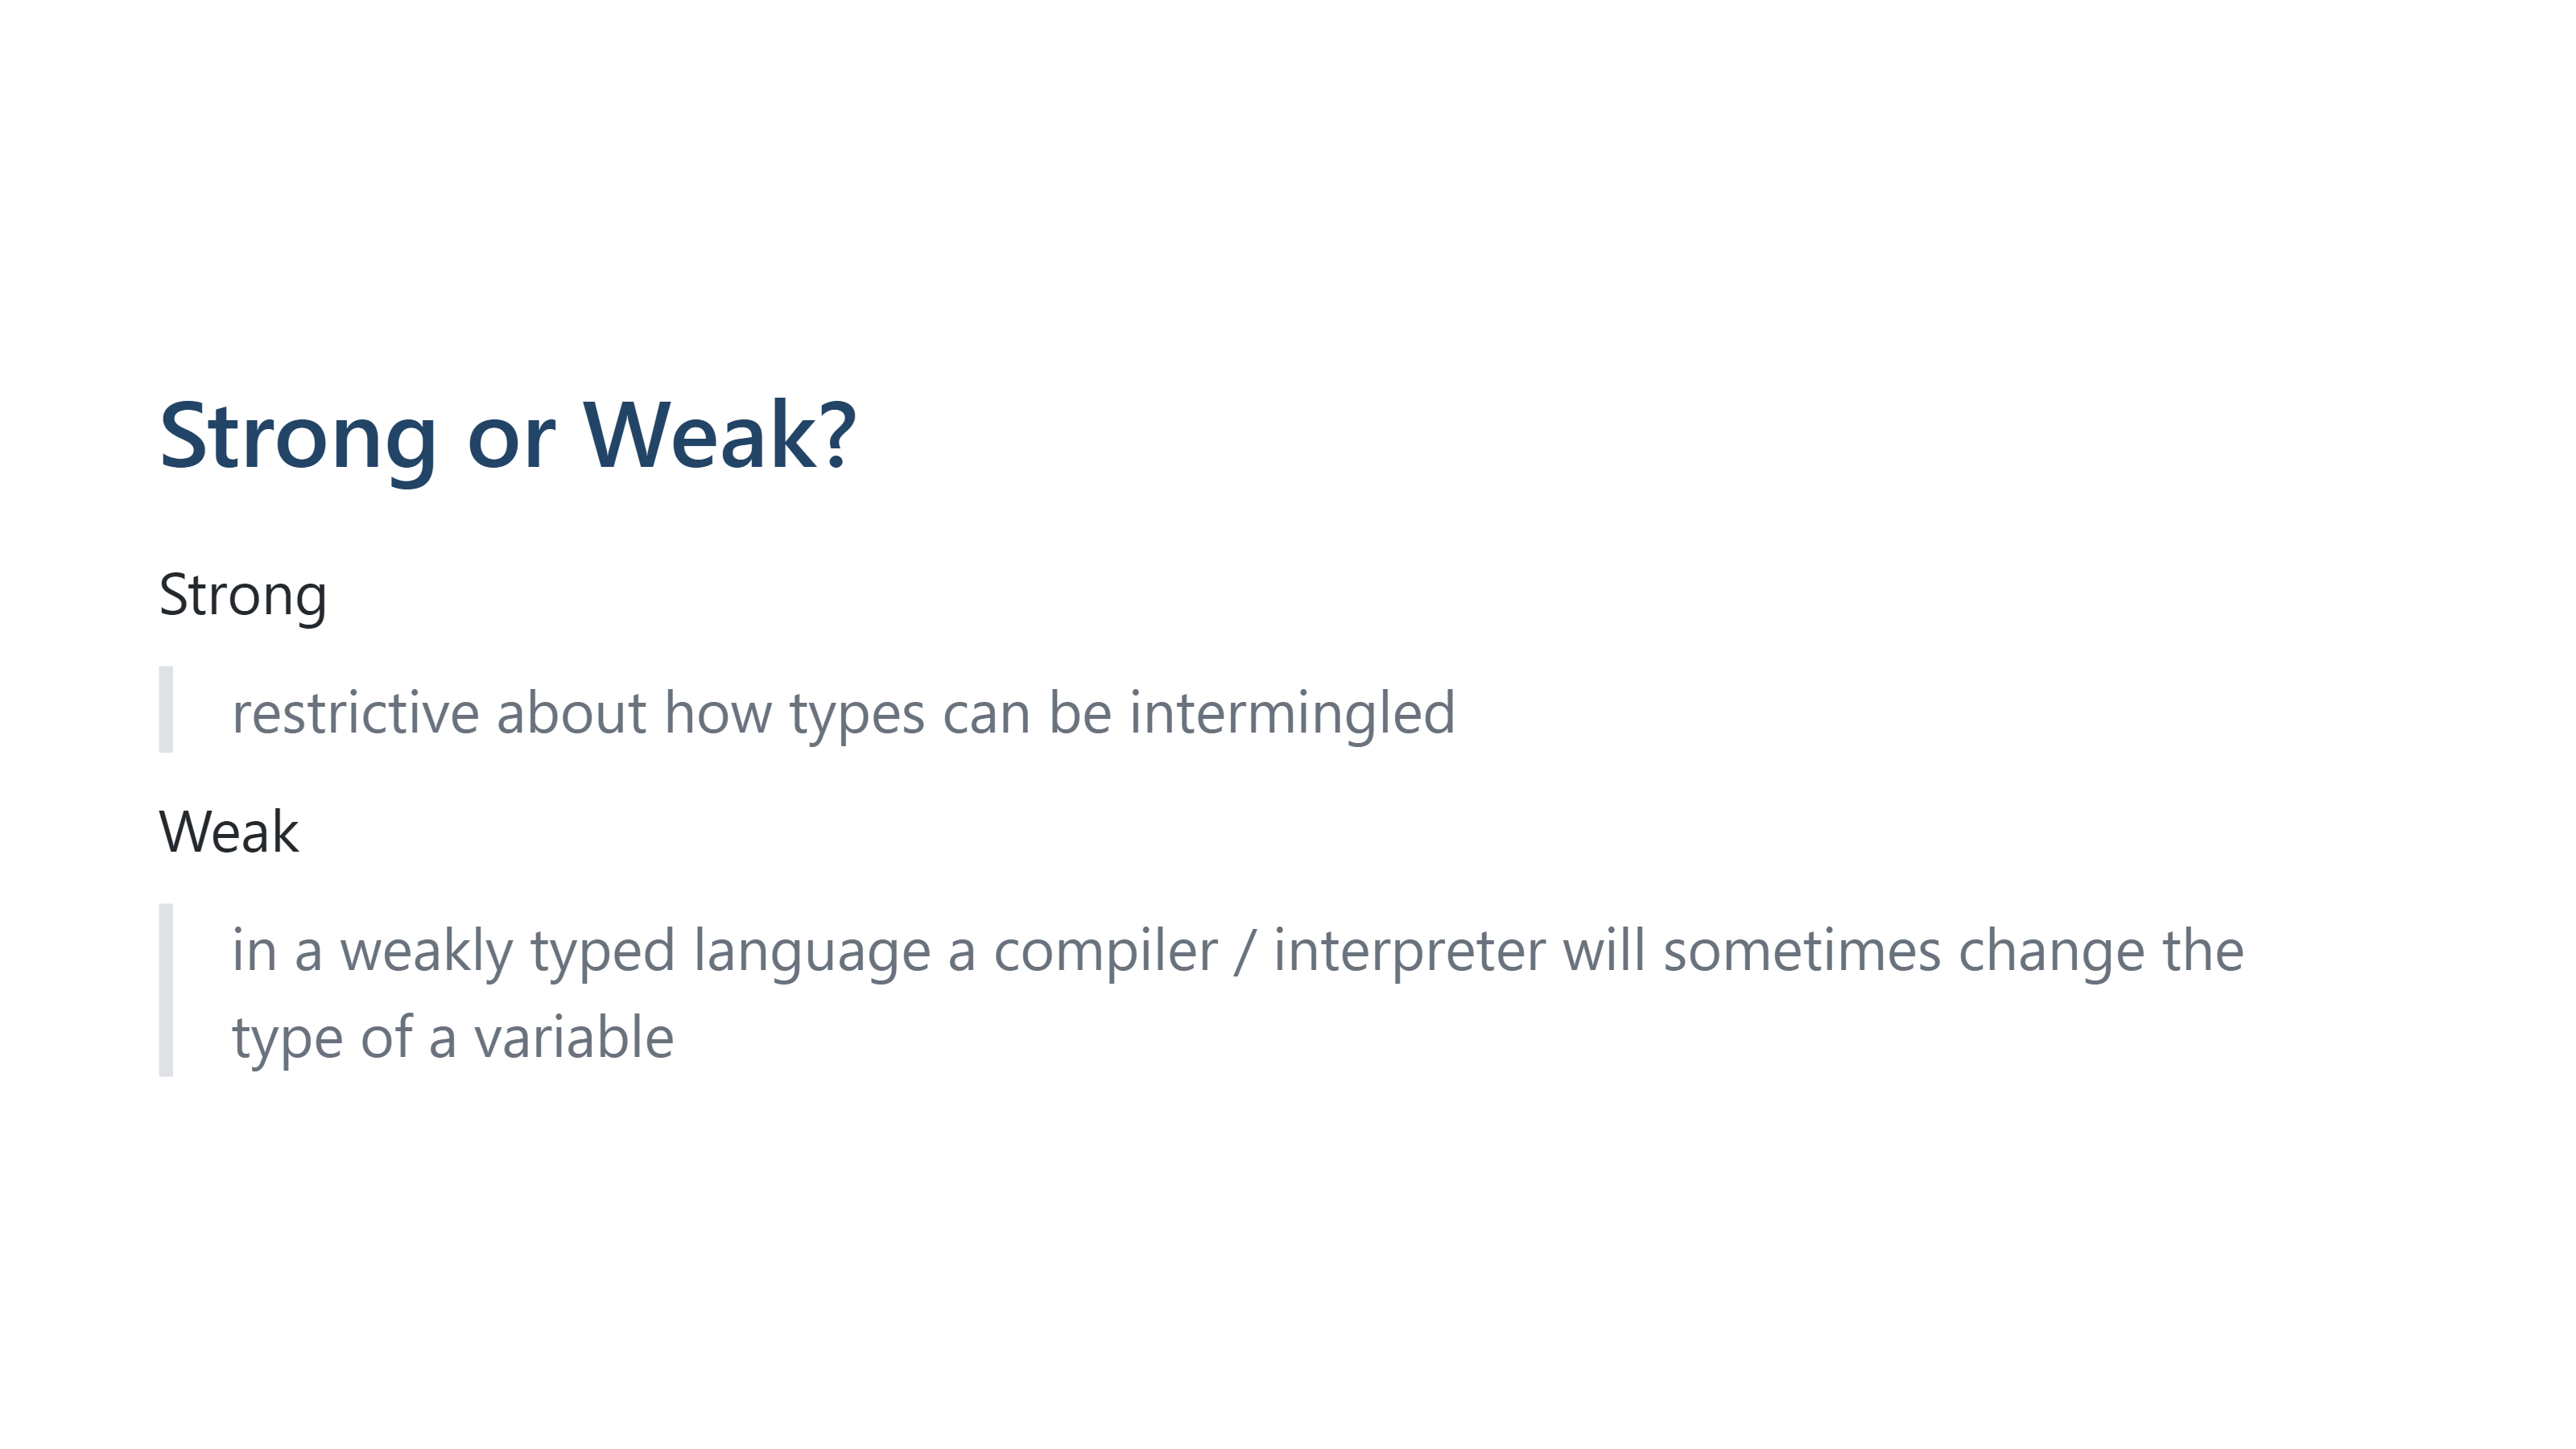 Strong or Weak?
Strong
restrictive about how types can be intermingled
Weak
in a weakly typed language a compiler / interpreter will sometimes change the
type of a variable